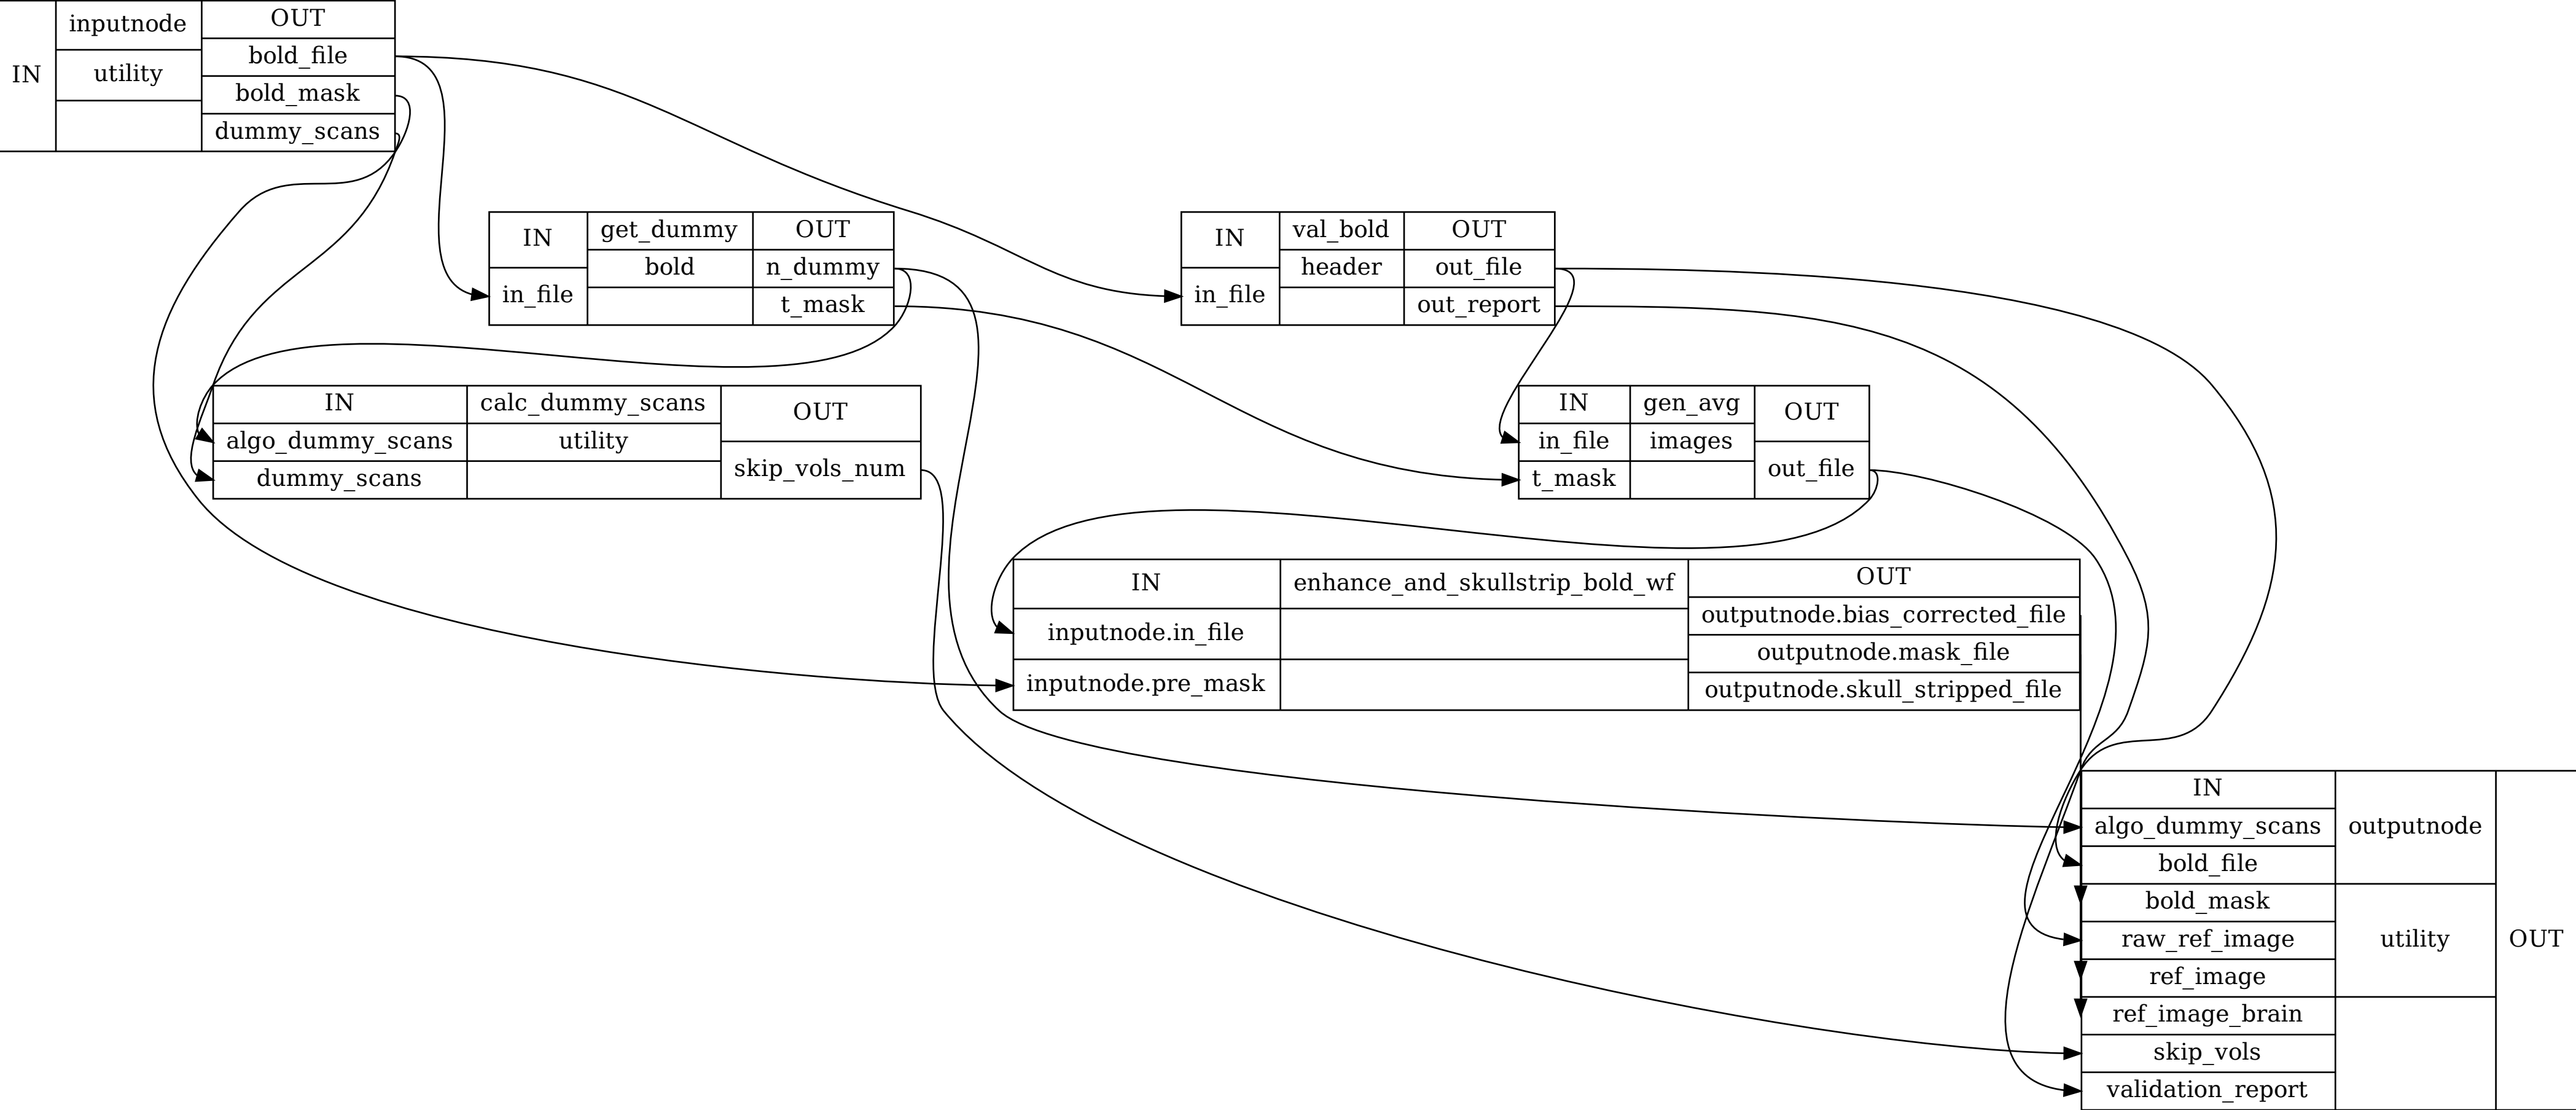 IN
inputnode
utility
OUT
bold_file
bold_mask
dummy_scans
IN
in_file
get_dummy
bold
OUT
n_dummy
t_mask
IN
in_file
val_bold
header
OUT
out_file
out_report
IN
algo_dummy_scans
dummy_scans
calc_dummy_scans
utility
OUT
skip_vols_num
IN
in_file
t_mask
gen_avg
images
OUT
out_file
IN
inputnode.in_file
inputnode.pre_mask
enhance_and_skullstrip_bold_wf
OUT
outputnode.bias_corrected_file
outputnode.mask_file
outputnode.skull_stripped_file
IN
algo_dummy_scans
bold_file
bold_mask
raw_ref_image
ref_image
ref_image_brain
skip_vols
validation_report
outputnode
utility
OUT